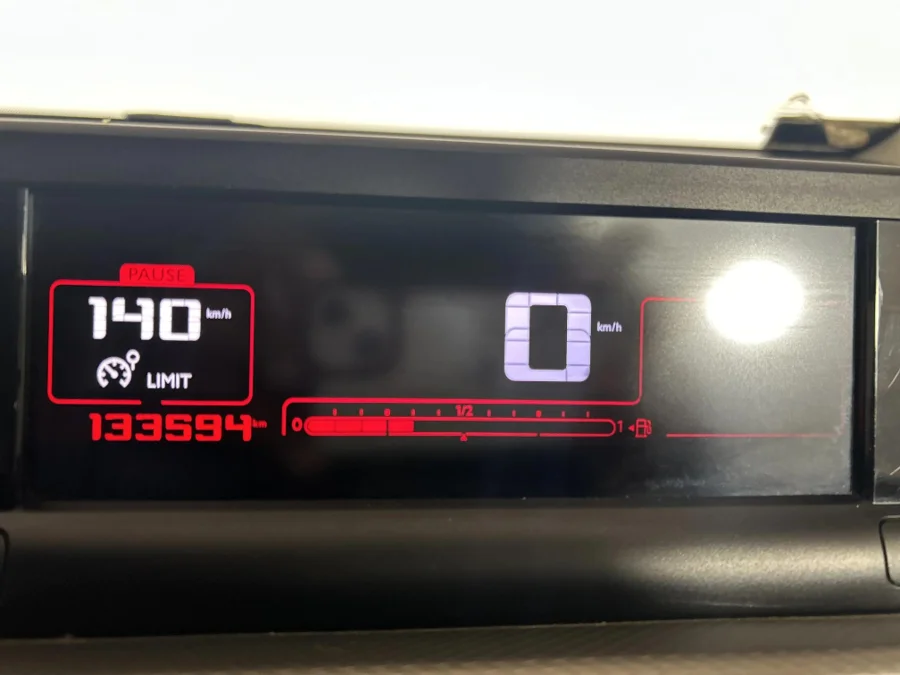 PAUSE
140 km/h
LIMIT
0 km/h
133594 km
0 1/2 1